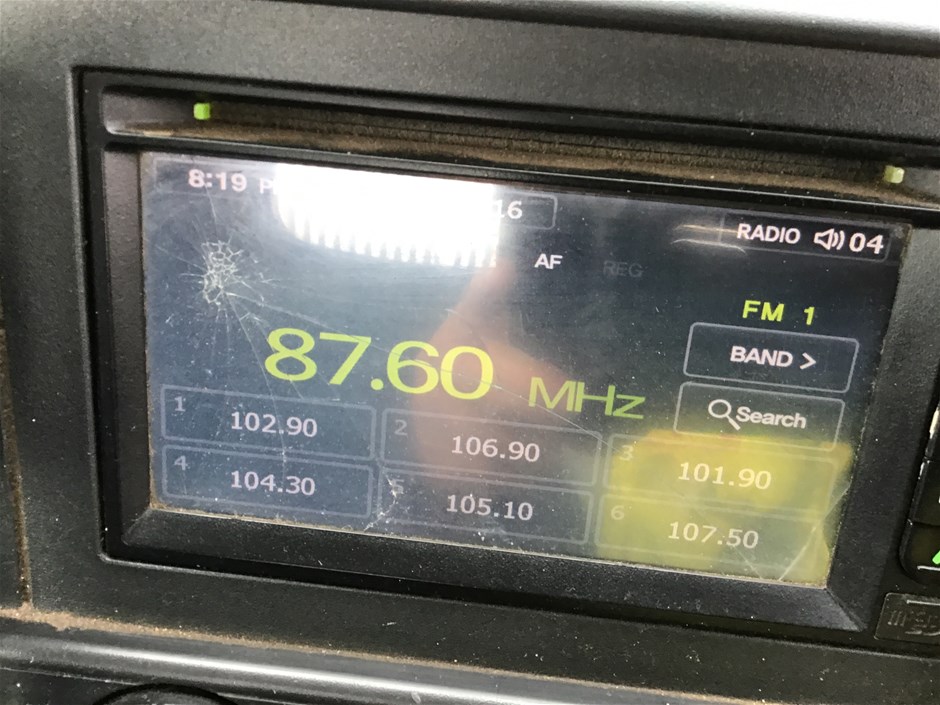 8:19 P
16
RADIO 04
AF REG
FM 1
87.60 MHz
BAND >
Search
1 102.90
2 106.90
3 101.90
4 104.30
5 105.10
6 107.50